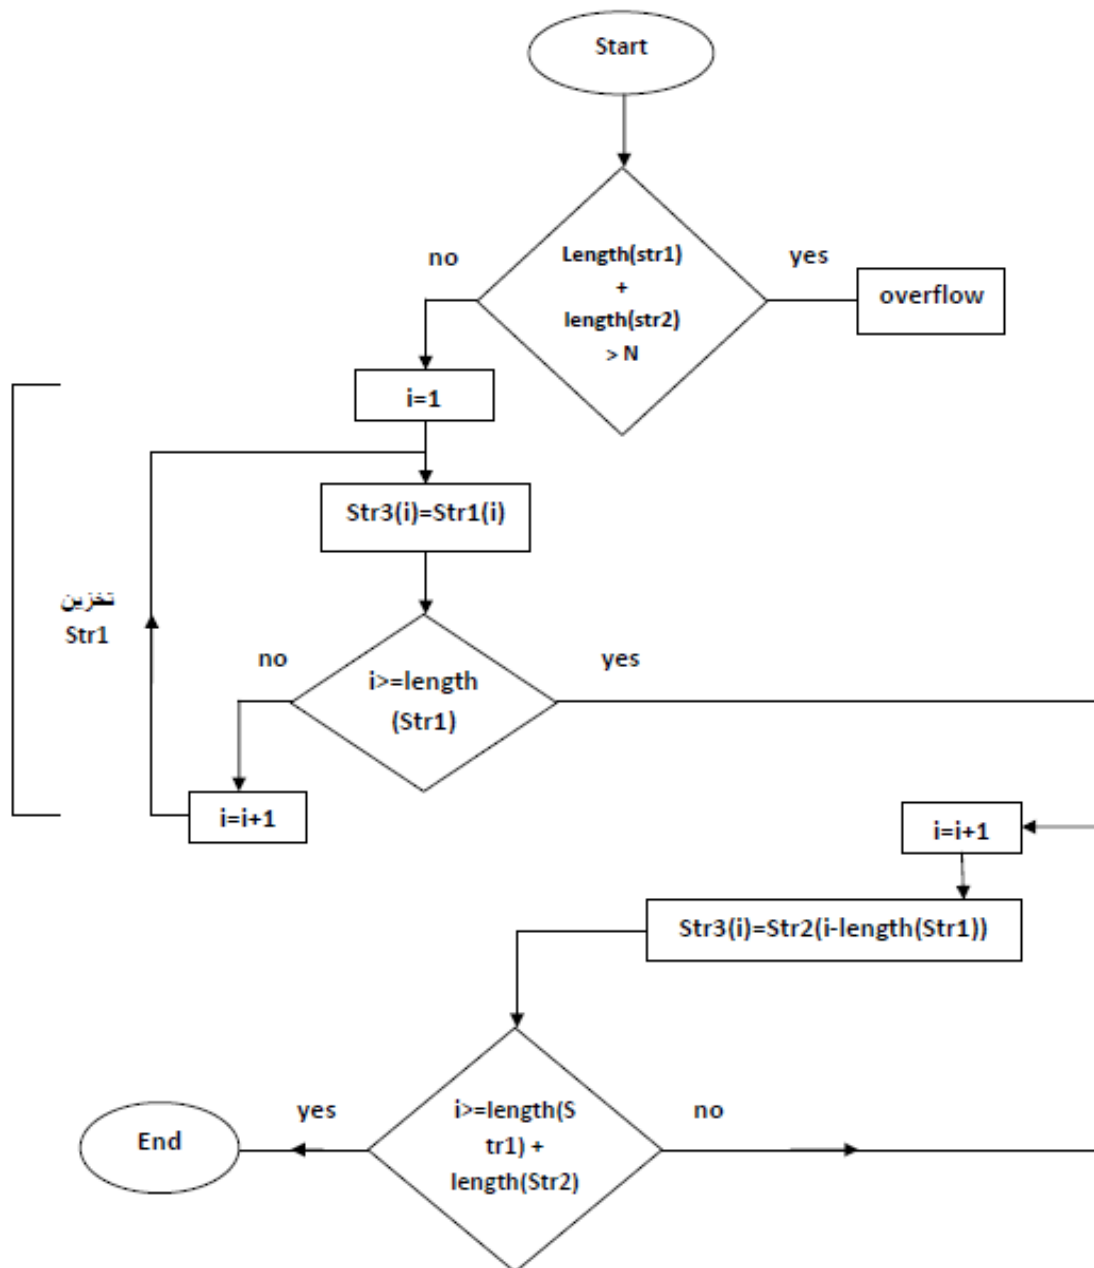 Start
no
Length(str1)
+
length(str2)
> N
yes
overflow
i=1
Str3(i)=Str1(i)
تخزين
Str1
no
i>=length
(Str1)
yes
i=i+1
i=i+1
Str3(i)=Str2(i-length(Str1))
End
yes
i>=length(S
tr1) +
length(Str2)
no